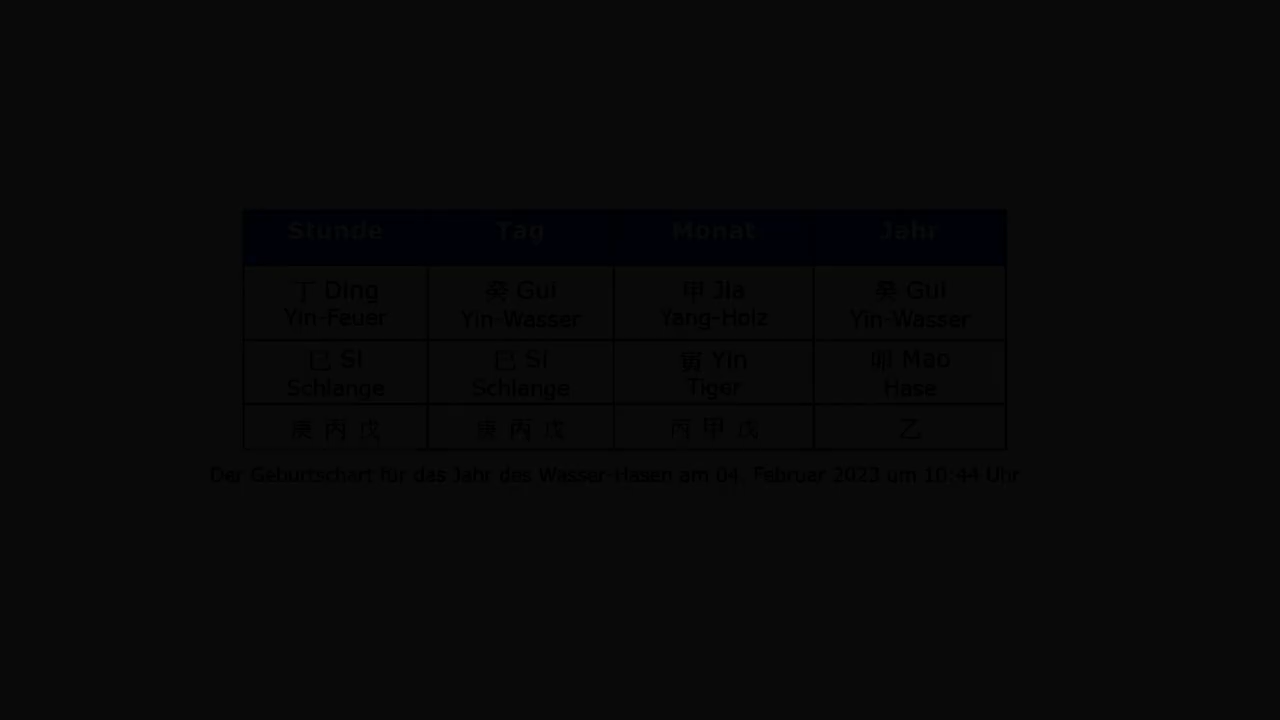 Stunde Tag Monat Jahr
丁 Ding 癸 Gui 甲 Jia 癸 Gui
Yin-Feuer Yin-Wasser Yang-Holz Yin-Wasser
巳 Si 巳 Si 寅 Yin 卯 Mao
Schlange Schlange Tiger Hase
庚 丙 戊 庚 丙 戊 丙 甲 戊 乙
Der Geburtschart für das Jahr des Wasser-Hasen am 04. Februar 2023 um 10:44 Uhr